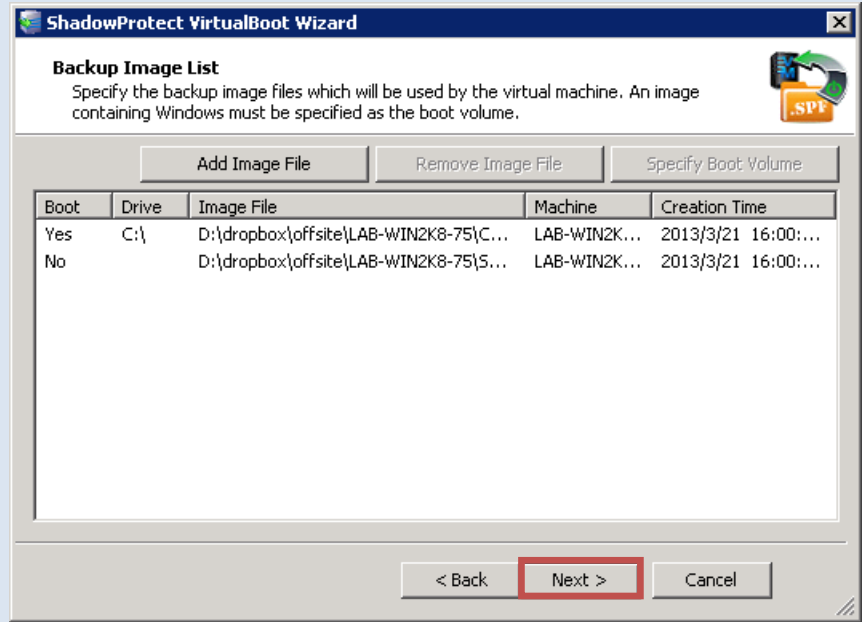 ShadowProtect VirtualBoot Wizard
Backup Image List
Specify the backup image files which will be used by the virtual machine. An image
containing Windows must be specified as the boot volume.
.SPF
Add Image File Remove Image File Specify Boot Volume
Boot Drive Image File Machine Creation Time
Yes C:\ D:\dropbox\offsite\LAB-WIN2K8-75\C... LAB-WIN2K... 2013/3/21 16:00:...
No D:\dropbox\offsite\LAB-WIN2K8-75\S... LAB-WIN2K... 2013/3/21 16:00:...
< Back Next > Cancel